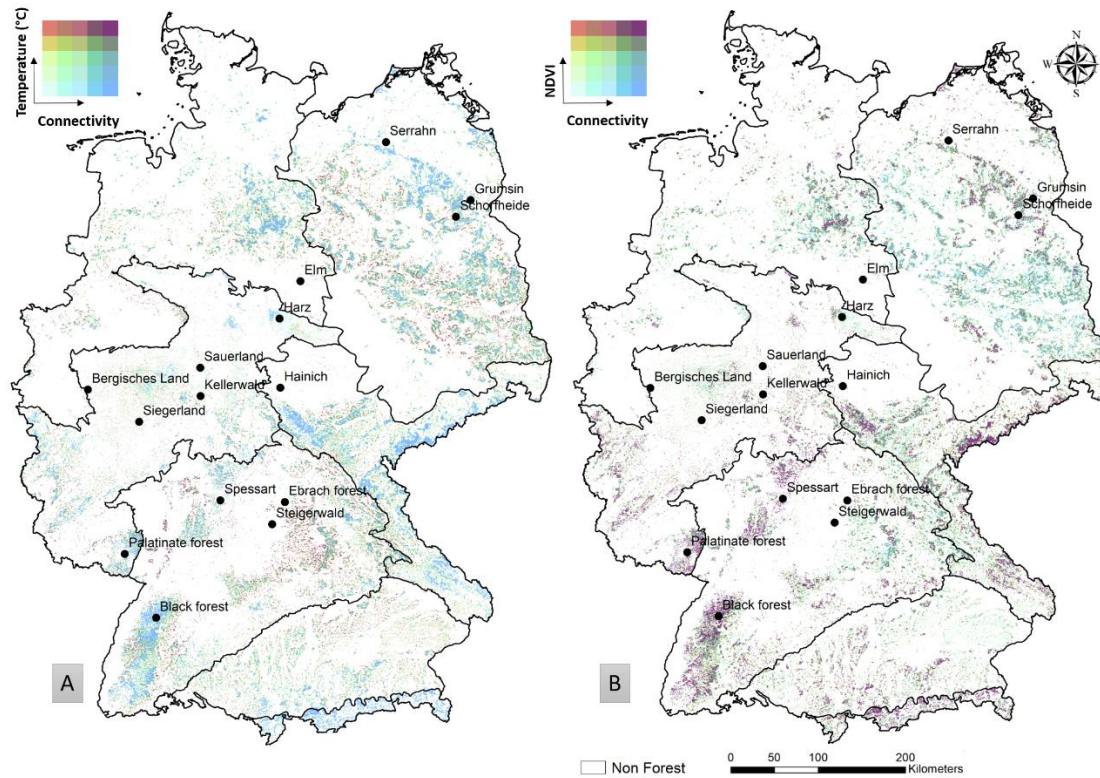 Temperature (°C)
Connectivity
Serrahn
Grumsin
Schorfheide
Elm
Harz
Sauerland
Bergisches Land
Kellerwald
Hainich
Siegerland
Spessart
Ebrach forest
Steigerwald
Palatinate forest
Black forest
A
NDVI
Connectivity
N
W
E
S
Serrahn
Grumsin
Schorfheide
Elm
Harz
Sauerland
Bergisches Land
Kellerwald
Hainich
Siegerland
Spessart
Ebrach forest
Steigerwald
Palatinate forest
Black forest
B
Non Forest
0 50 100 200
Kilometers